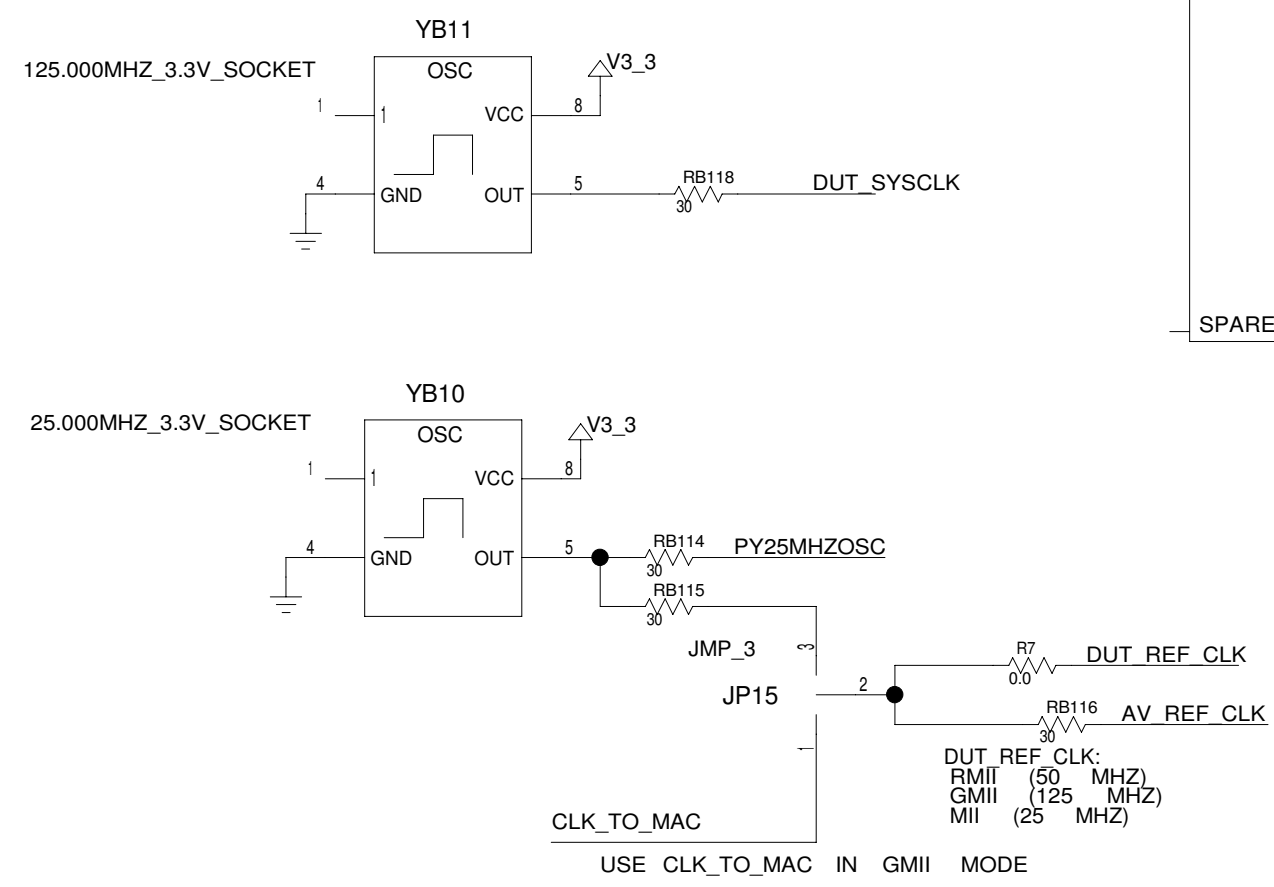 YB11
125.000MHZ_3.3V_SOCKET
OSC
V3_3
1
1
VCC
8
4
GND
OUT
5
RB118
30
DUT_SYSCLK
SPARE
YB10
25.000MHZ_3.3V_SOCKET
OSC
V3_3
1
1
VCC
8
4
GND
OUT
5
RB114
30
PY25MHZOSC
RB115
30
JMP_3
3
JP15
2
R7
0.0
DUT_REF_CLK
RB116
30
AV_REF_CLK
1
DUT_REF_CLK:
RMII (50 MHZ)
GMII (125 MHZ)
MII (25 MHZ)
CLK_TO_MAC
USE CLK_TO_MAC IN GMII MODE